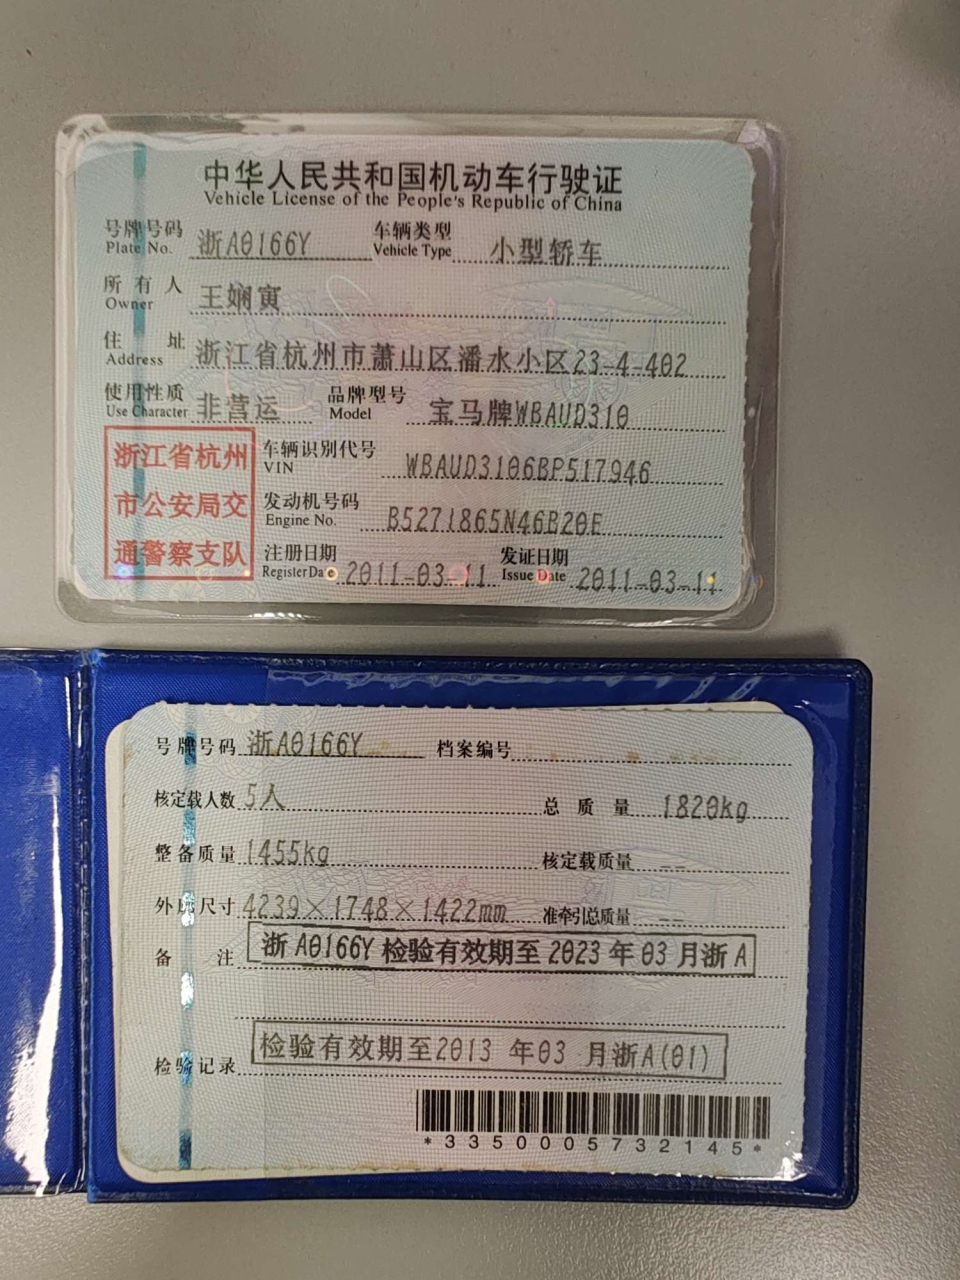 中华人民共和国机动车行驶证
Vehicle License of the People's Republic of China
号牌号码 浙A0166Y 车辆类型 小型轿车
Plate No. Vehicle Type
所有人 王娴寅
Owner
住址 浙江省杭州市萧山区潘水小区23-4-402
Address
使用性质 非营运 品牌型号 宝马牌WBAUD310
Use Character Model
浙江省杭州
市公安局交
通警察支队
车辆识别代号 WBAUD3106BP517946
VIN
发动机号码 B5271865N46B20E
Engine No.
注册日期 2011-03-11 发证日期 2011-03-11
Register Date Issue Date
号牌号码 浙A0166Y 档案编号
核定载人数 5人 总质量 1820kg
整备质量 1455kg 核定载质量 --
外廓尺寸 4239×1748×1422mm 准牵引总质量 --
备注 浙A0166Y 检验有效期至2023年03月浙A
检验记录 检验有效期至2013年03月浙A(01)
*3350005732145*